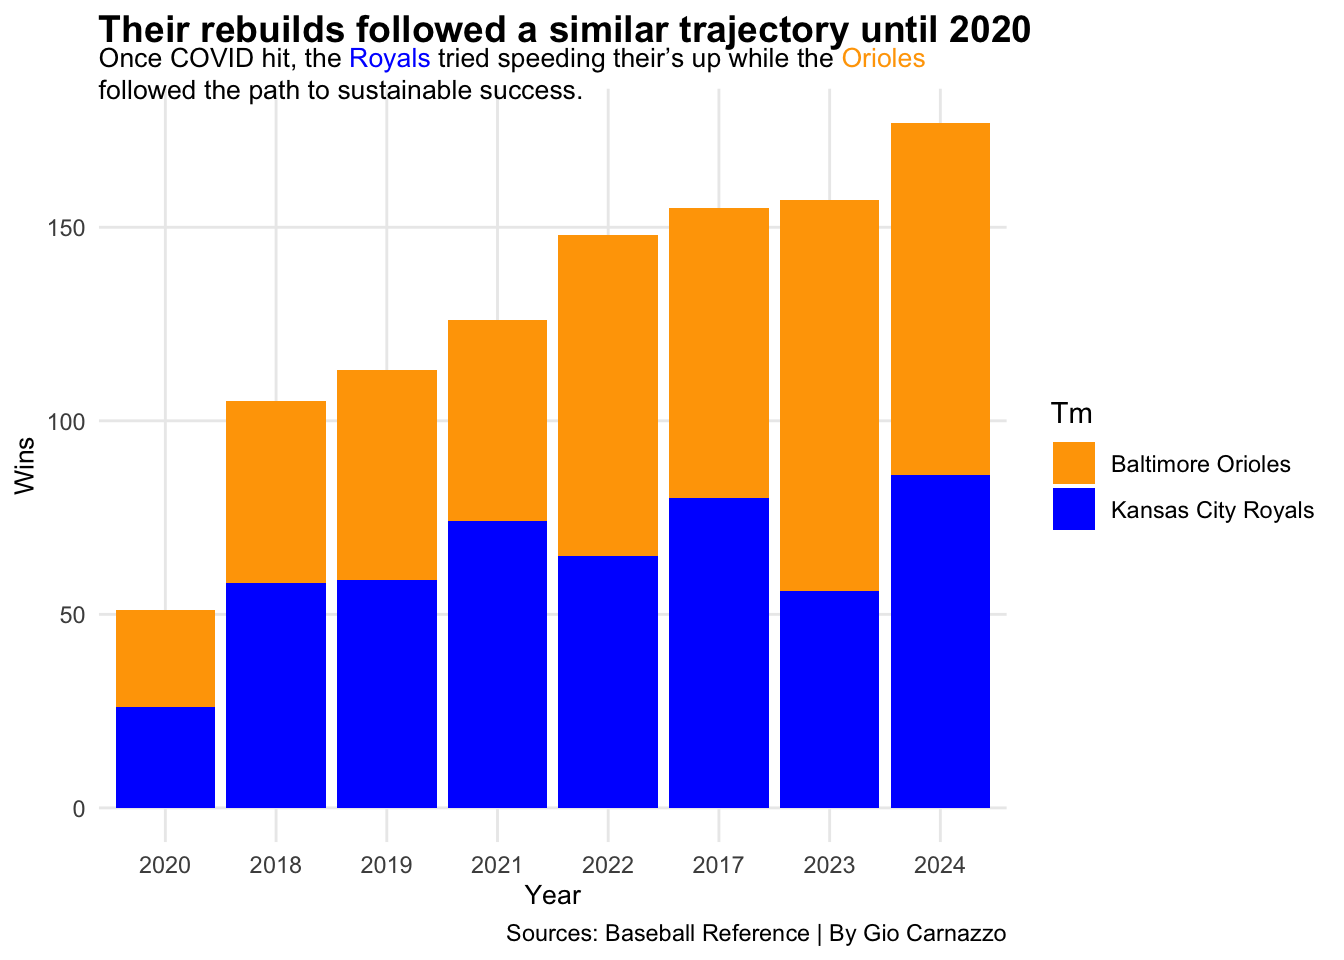 Their rebuilds followed a similar trajectory until 2020
Once COVID hit, the Royals tried speeding their’s up while the Orioles
followed the path to sustainable success.
150
100
50
0
Wins
2020 2018 2019 2021 2022 2017 2023 2024
Year
Tm
Baltimore Orioles
Kansas City Royals
Sources: Baseball Reference | By Gio Carnazzo